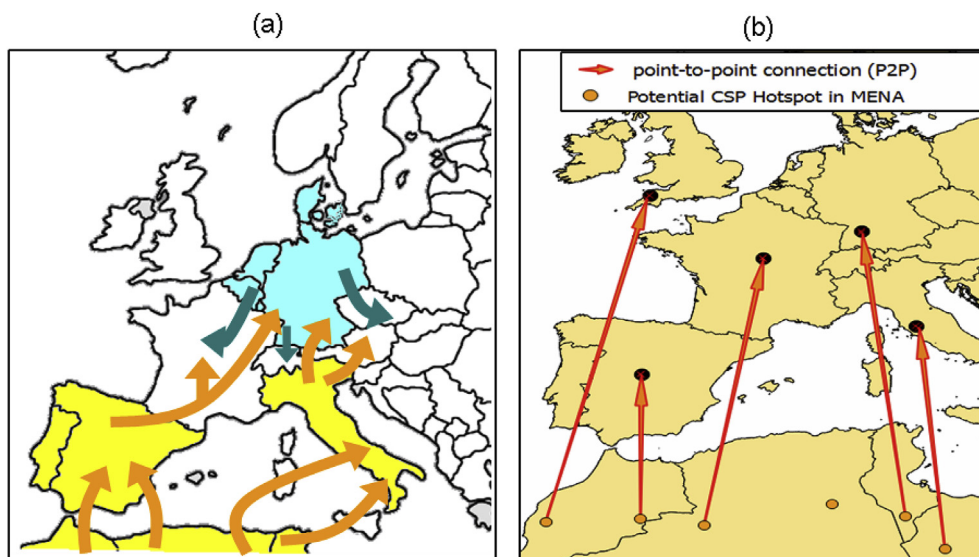 (a)
(b)
point-to-point connection (P2P)
Potential CSP Hotspot in MENA